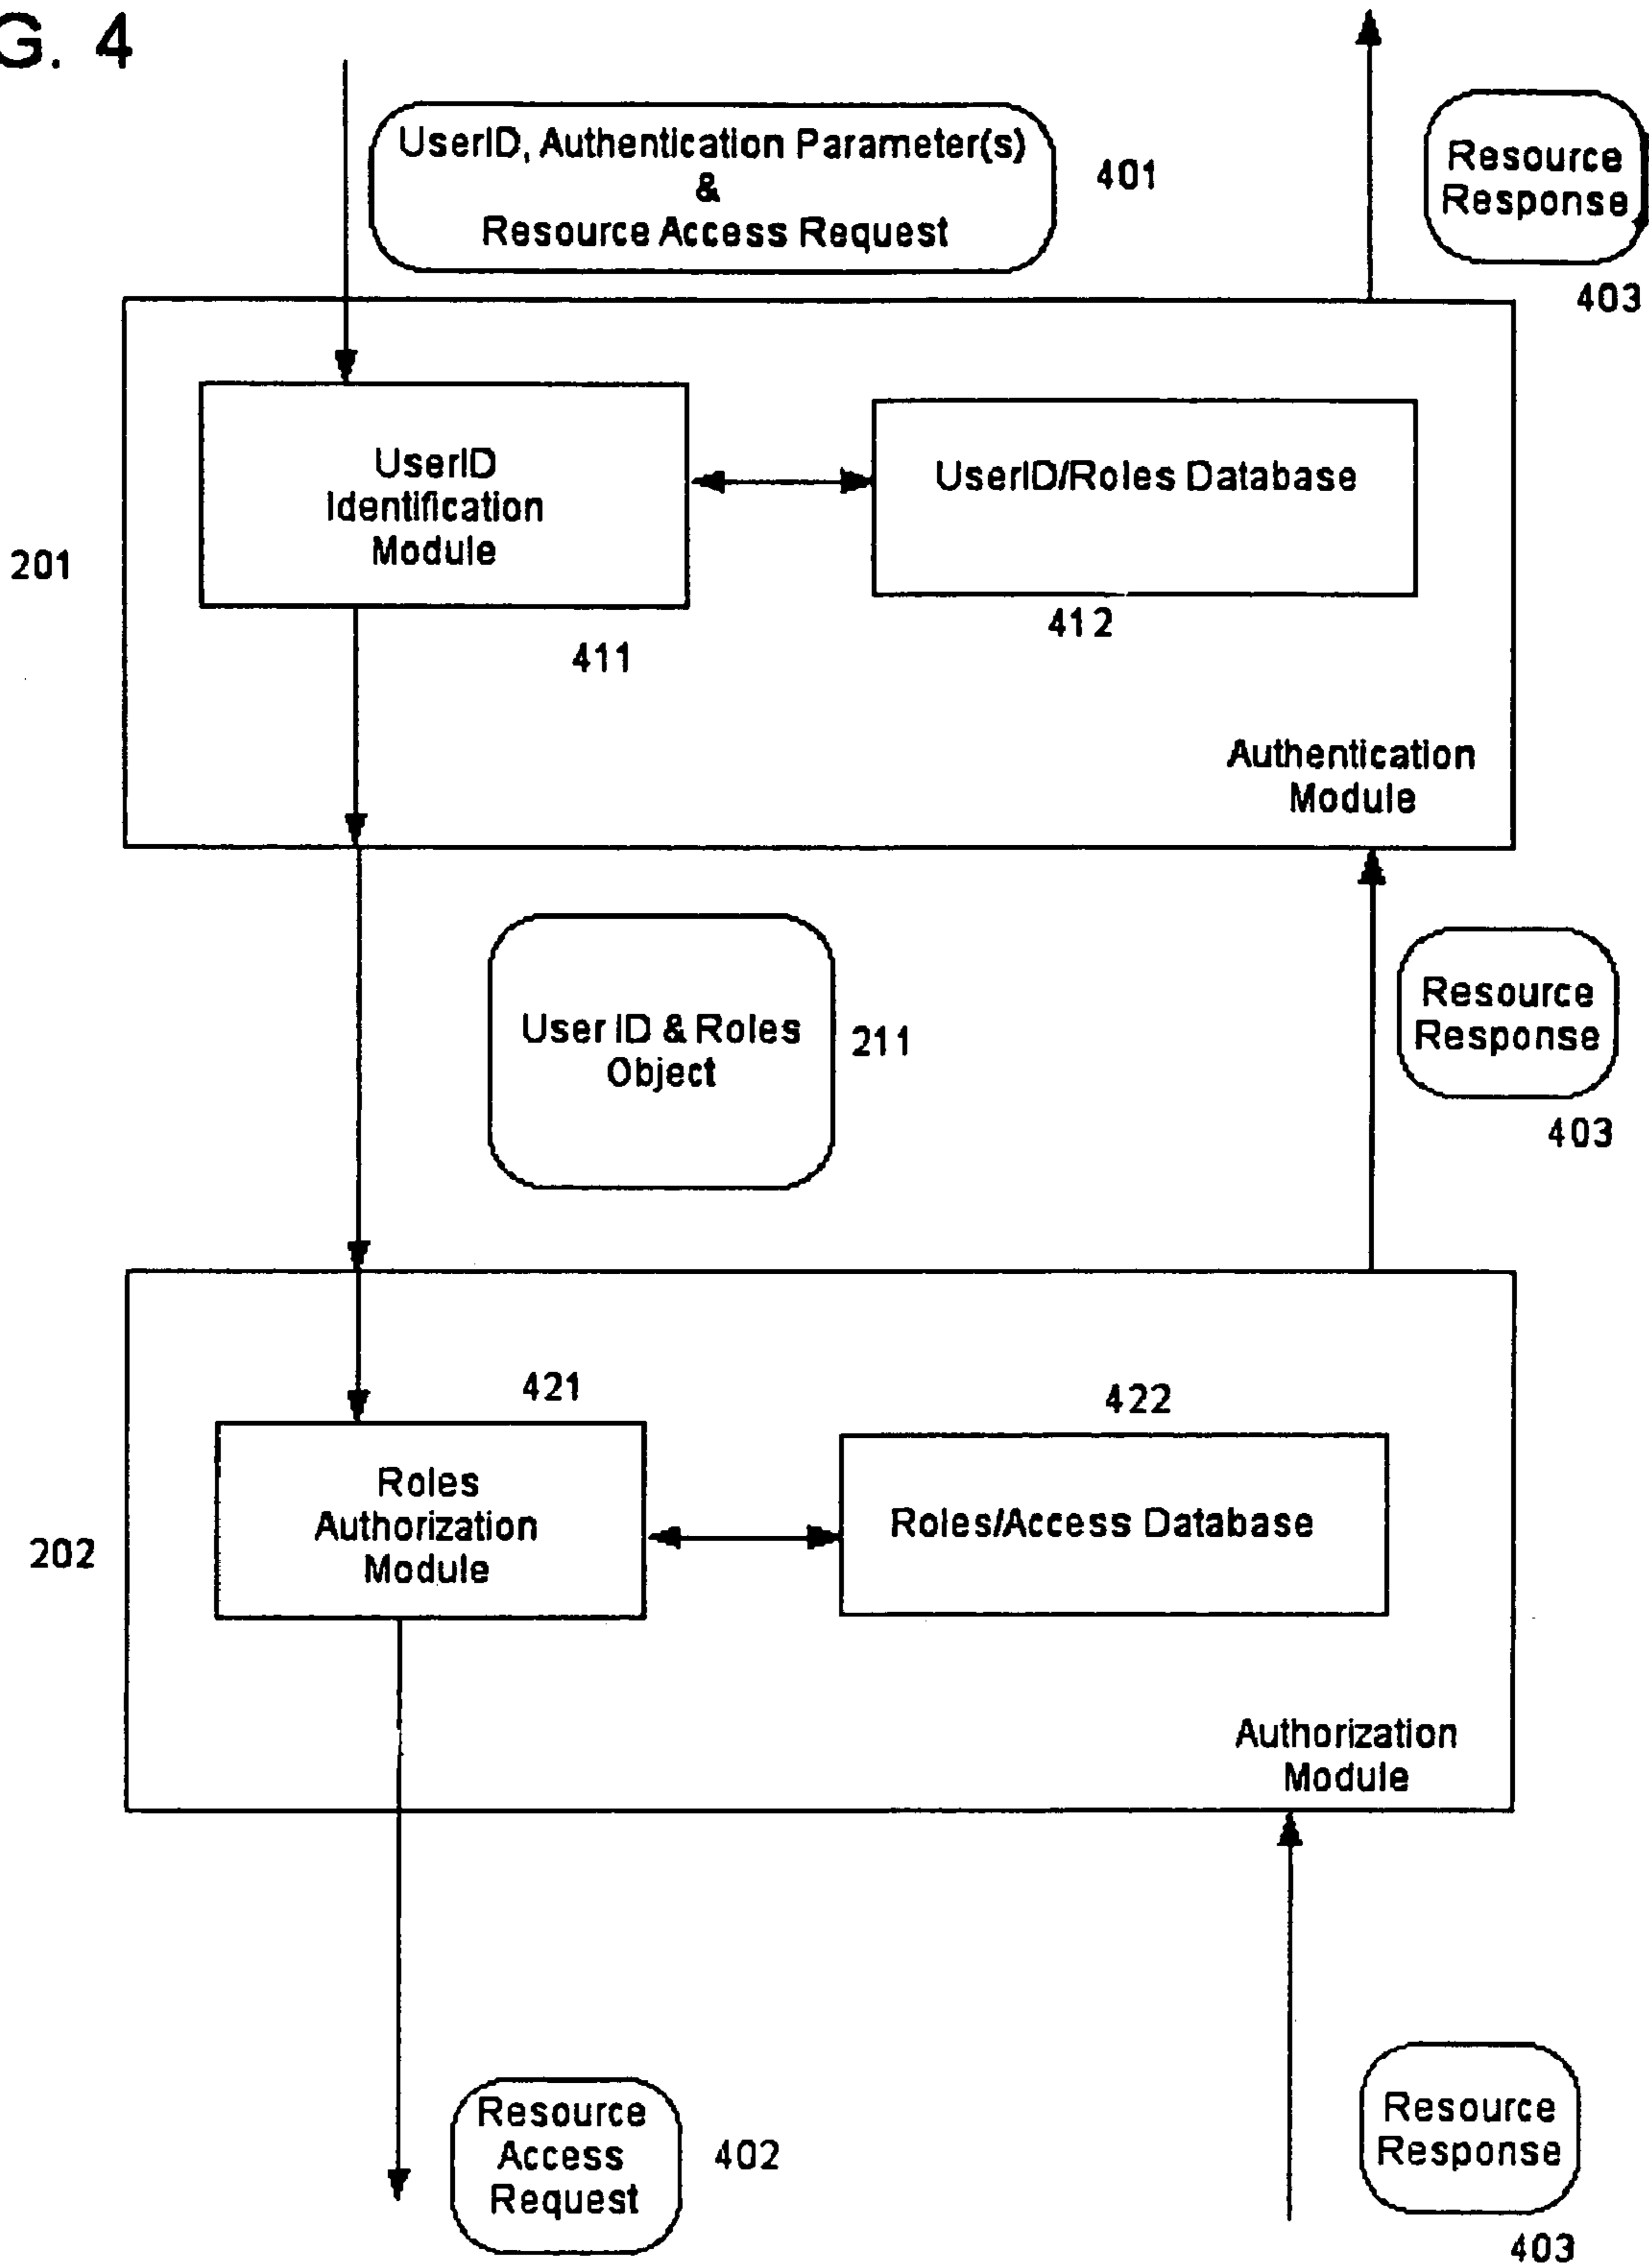 G. 4
UserID, Authentication Parameter(s)
&
Resource Access Request
401
Resource
Response
403
UserID
Identification
Module
411
UserID/Roles Database
412
201
Authentication
Module
User ID & Roles
Object
211
Resource
Response
403
421
Roles
Authorization
Module
422
Roles/Access Database
202
Authorization
Module
Resource
Access
Request
402
Resource
Response
403